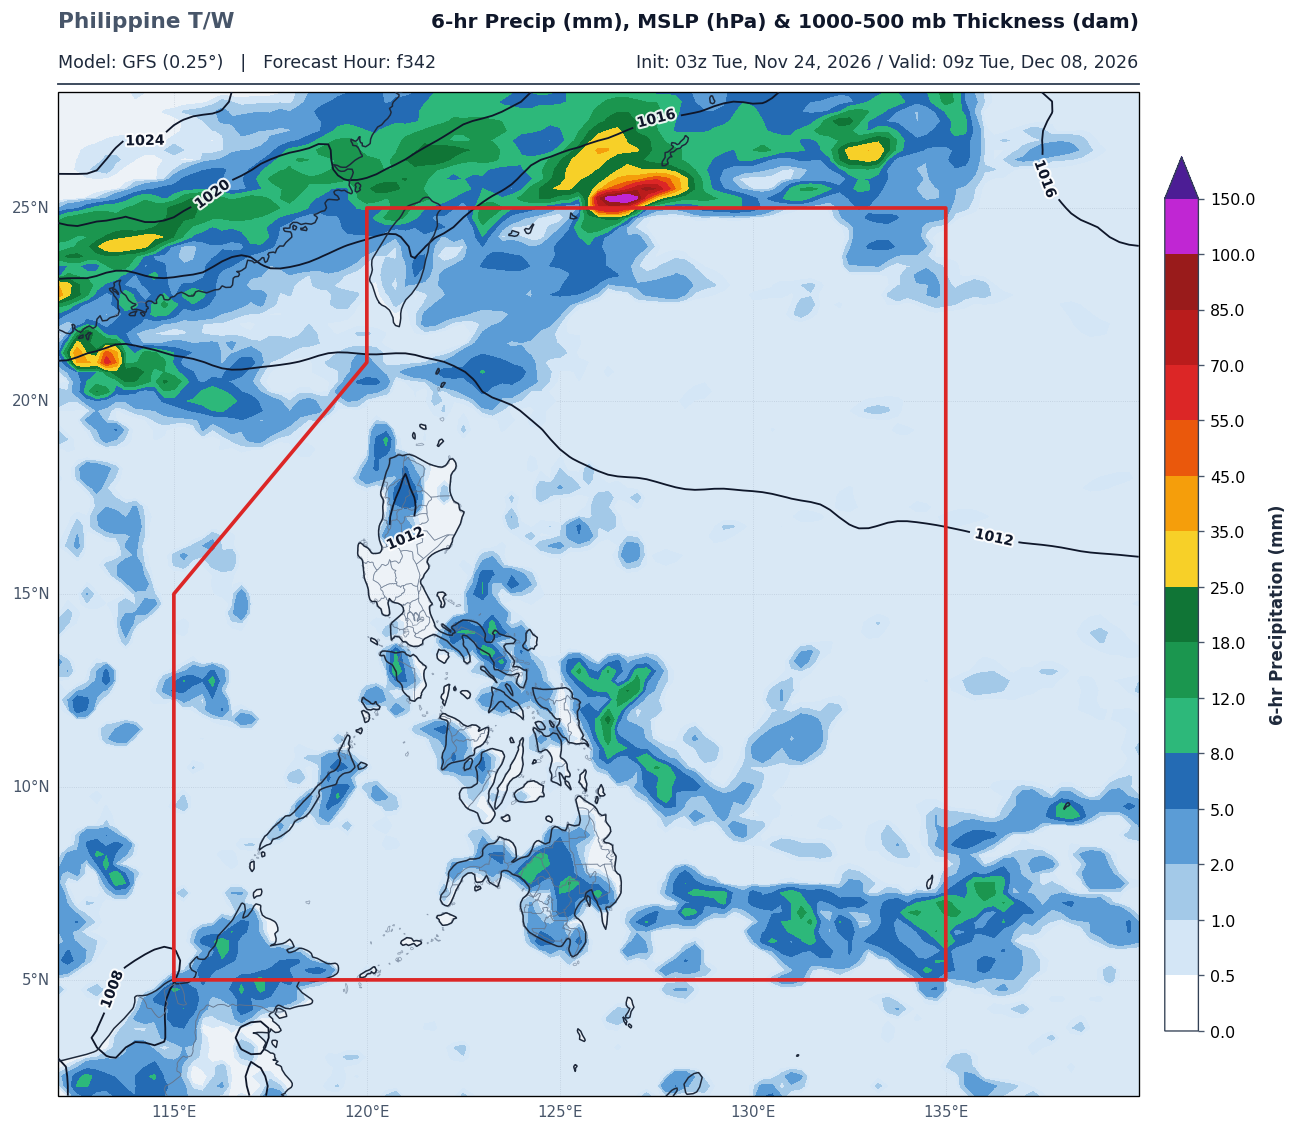 Philippine T/W
6-hr Precip (mm), MSLP (hPa) & 1000-500 mb Thickness (dam)
Model: GFS (0.25°) | Forecast Hour: f342
Init: 03z Tue, Nov 24, 2026 / Valid: 09z Tue, Dec 08, 2026
1024
1020
1016
1016
1012
1012
1008
25°N
20°N
15°N
10°N
5°N
115°E
120°E
125°E
130°E
135°E
150.0
100.0
85.0
70.0
55.0
45.0
35.0
25.0
18.0
12.0
8.0
5.0
2.0
1.0
0.5
0.0
6-hr Precipitation (mm)